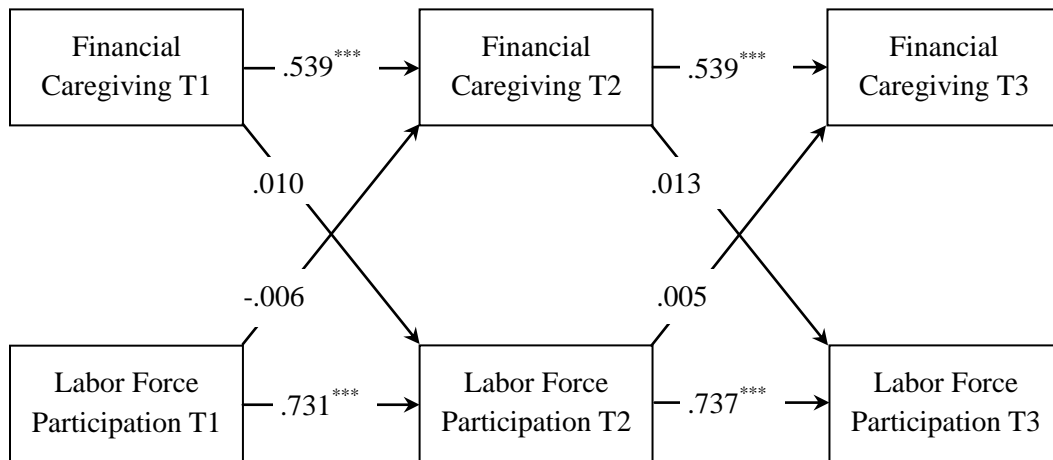 Financial
Caregiving T1
.539***
Financial
Caregiving T2
.539***
Financial
Caregiving T3
.010
.013
-.006
.005
Labor Force
Participation T1
.731***
Labor Force
Participation T2
.737***
Labor Force
Participation T3